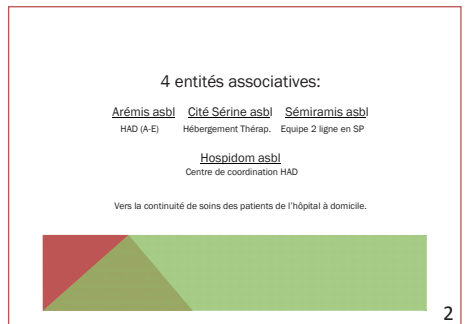 4 entités associatives:
Arémis asbl Cité Sérine asbl Sémiramis asbl
HAD (A-E) Hébergement Thérap. Equipe 2 ligne en SP
Hospidom asbl
Centre de coordination HAD
Vers la continuité de soins des patients de l'hôpital à domicile.
2